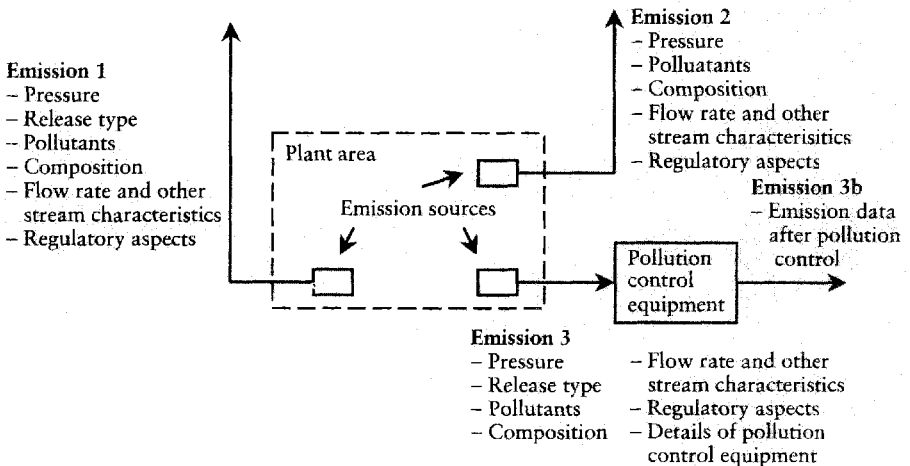 Emission 1
– Pressure
– Release type
– Pollutants
– Composition
– Flow rate and other
stream characteristics
– Regulatory aspects
Emission 2
– Pressure
– Polluatants
– Composition
– Flow rate and other
stream characterisitics
– Regulatory aspects
Plant area
Emission sources
Emission 3b
– Emission data
after pollution
control
Pollution
control
equipment
Emission 3
– Pressure
– Release type
– Pollutants
– Composition
– Flow rate and other
stream characteristics
– Regulatory aspects
– Details of pollution
control equipment